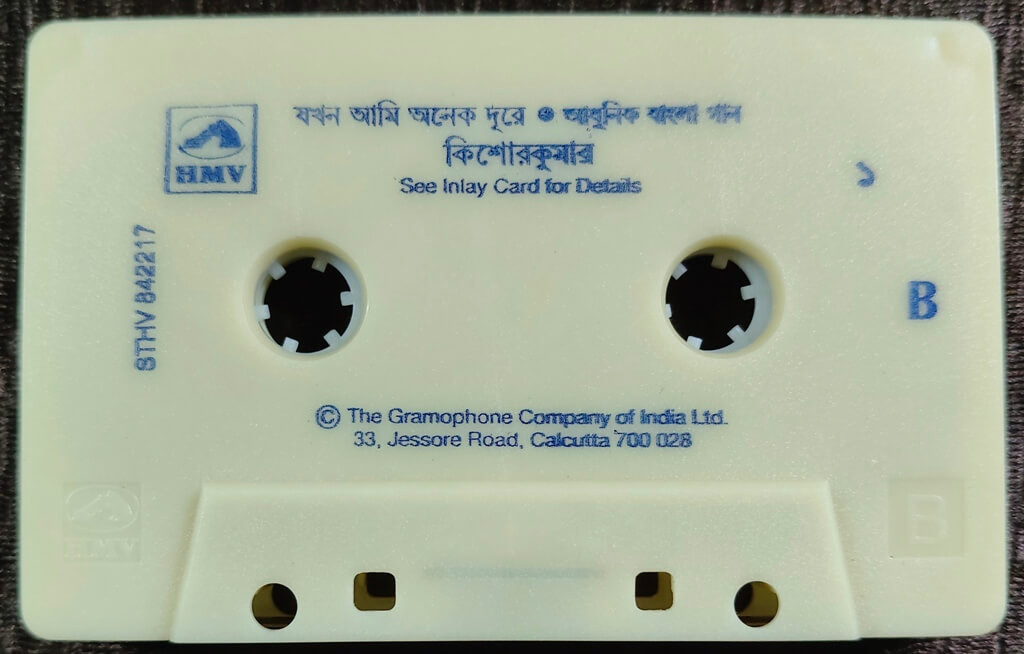 যখন আমি অনেক দূরে ● আধুনিক বাংলা গান
কিশোরকুমার
See Inlay Card for Details
HMV
১
STHV 842217
B
© The Gramophone Company of India Ltd.
33, Jessore Road, Calcutta 700 028
HMV
B